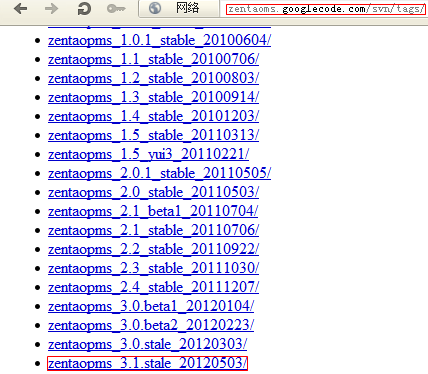 网络
zentaoms.googlecode.com/svn/tags/
zentaopms_1.0.1_stable_20100604/
zentaopms_1.1_stable_20100706/
zentaopms_1.2_stable_20100803/
zentaopms_1.3_stable_20100914/
zentaopms_1.4_stable_20101203/
zentaopms_1.5_stable_20110313/
zentaopms_1.5_yui3_20110221/
zentaopms_2.0.1_stable_20110505/
zentaopms_2.0_stable_20110503/
zentaopms_2.1_beta1_20110704/
zentaopms_2.1_stable_20110706/
zentaopms_2.2_stable_20110922/
zentaopms_2.3_stable_20111030/
zentaopms_2.4_stable_20111207/
zentaopms_3.0.beta1_20120104/
zentaopms_3.0.beta2_20120223/
zentaopms_3.0.stale_20120303/
zentaopms_3.1.stale_20120503/